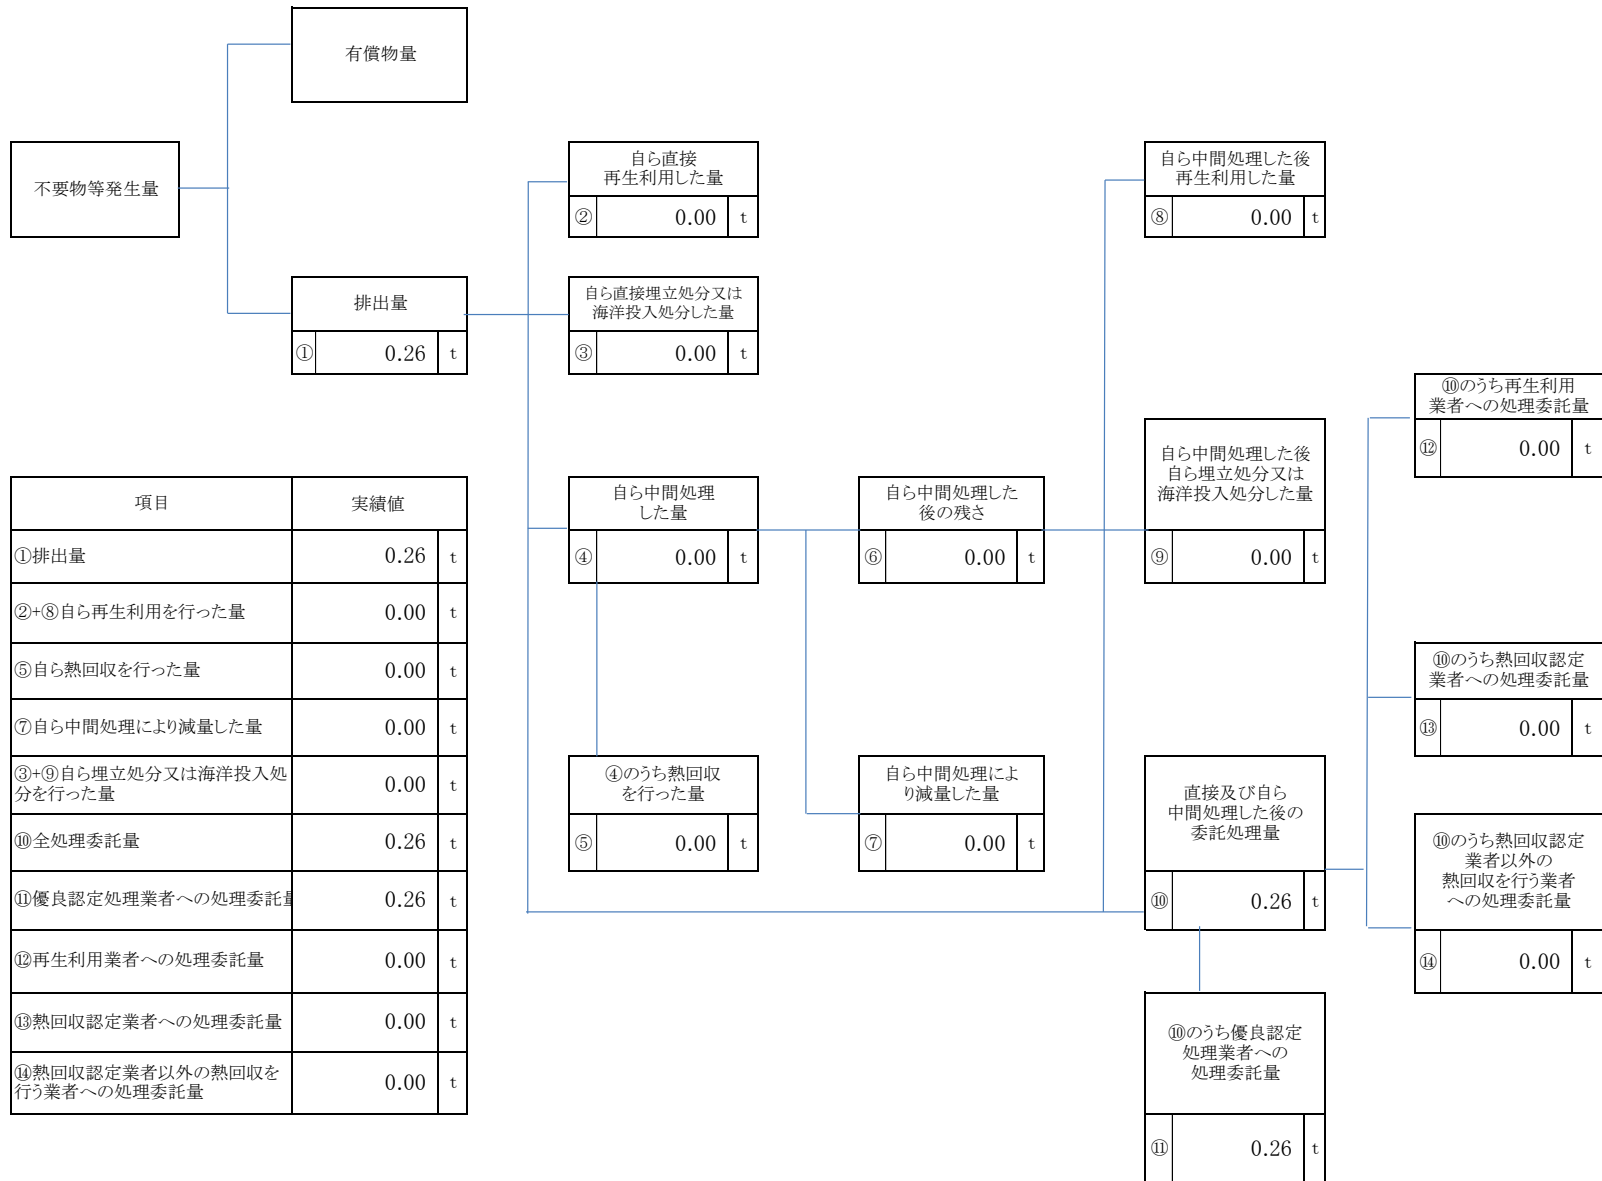 有償物量
不要物等発生量
排出量
① 0.26 t
自ら直接
再生利用した量
② 0.00 t
自ら直接埋立処分又は
海洋投入処分した量
③ 0.00 t
自ら中間処理
した量
④ 0.00 t
④のうち熱回収
を行った量
⑤ 0.00 t
自ら中間処理した
後の残さ
⑥ 0.00 t
自ら中間処理によ
り減量した量
⑦ 0.00 t
自ら中間処理した後
再生利用した量
⑧ 0.00 t
自ら中間処理した後
自ら埋立処分又は
海洋投入処分した量
⑨ 0.00 t
直接及び自ら
中間処理した後の
委託処理量
⑩ 0.26 t
⑩のうち優良認定
処理業者への
処理委託量
⑪ 0.26 t
⑩のうち再生利用
業者への処理委託量
⑫ 0.00 t
⑩のうち熱回収認定
業者への処理委託量
⑬ 0.00 t
⑩のうち熱回収認定
業者以外の
熱回収を行う業者
への処理委託量
⑭ 0.00 t
項目 実績値
①排出量 0.26 t
②+⑧自ら再生利用を行った量 0.00 t
⑤自ら熱回収を行った量 0.00 t
⑦自ら中間処理により減量した量 0.00 t
③+⑨自ら埋立処分又は海洋投入処
分を行った量 0.00 t
⑩全処理委託量 0.26 t
⑪優良認定処理業者への処理委託量 0.26 t
⑫再生利用業者への処理委託量 0.00 t
⑬熱回収認定業者への処理委託量 0.00 t
⑭熱回収認定業者以外の熱回収を
行う業者への処理委託量 0.00 t